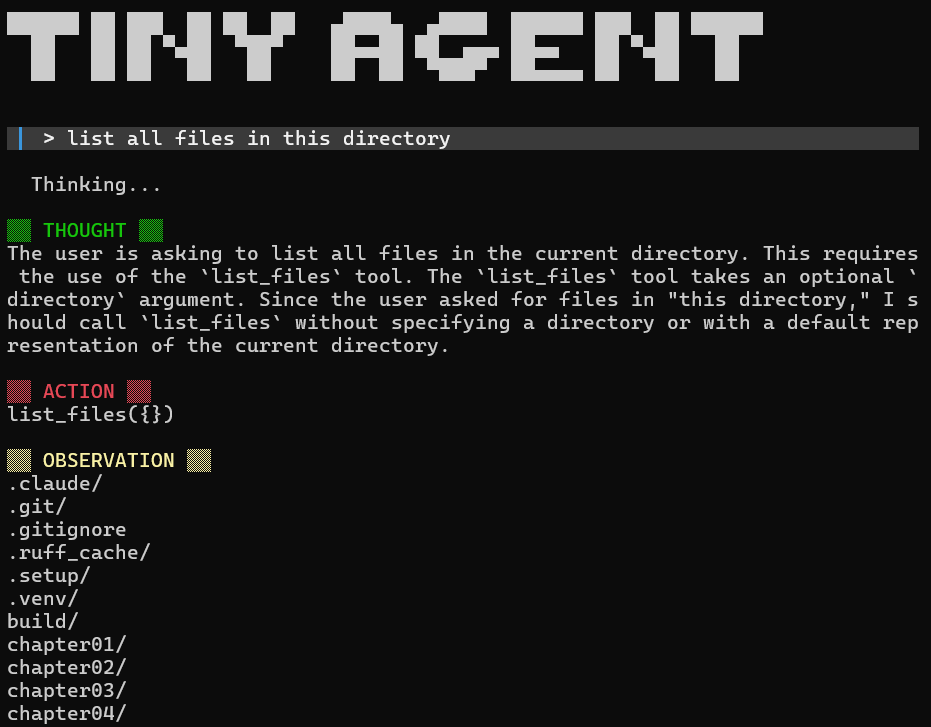 TINY AGENT
> list all files in this directory
Thinking...
▒▒ THOUGHT ▒▒
The user is asking to list all files in the current directory. This requires
 the use of the `list_files` tool. The `list_files` tool takes an optional `
directory` argument. Since the user asked for files in "this directory," I s
hould call `list_files` without specifying a directory or with a default rep
resentation of the current directory.
▒▒ ACTION ▒▒
list_files({})
▒▒ OBSERVATION ▒▒
.claude/
.git/
.gitignore
.ruff_cache/
.setup/
.venv/
build/
chapter01/
chapter02/
chapter03/
chapter04/